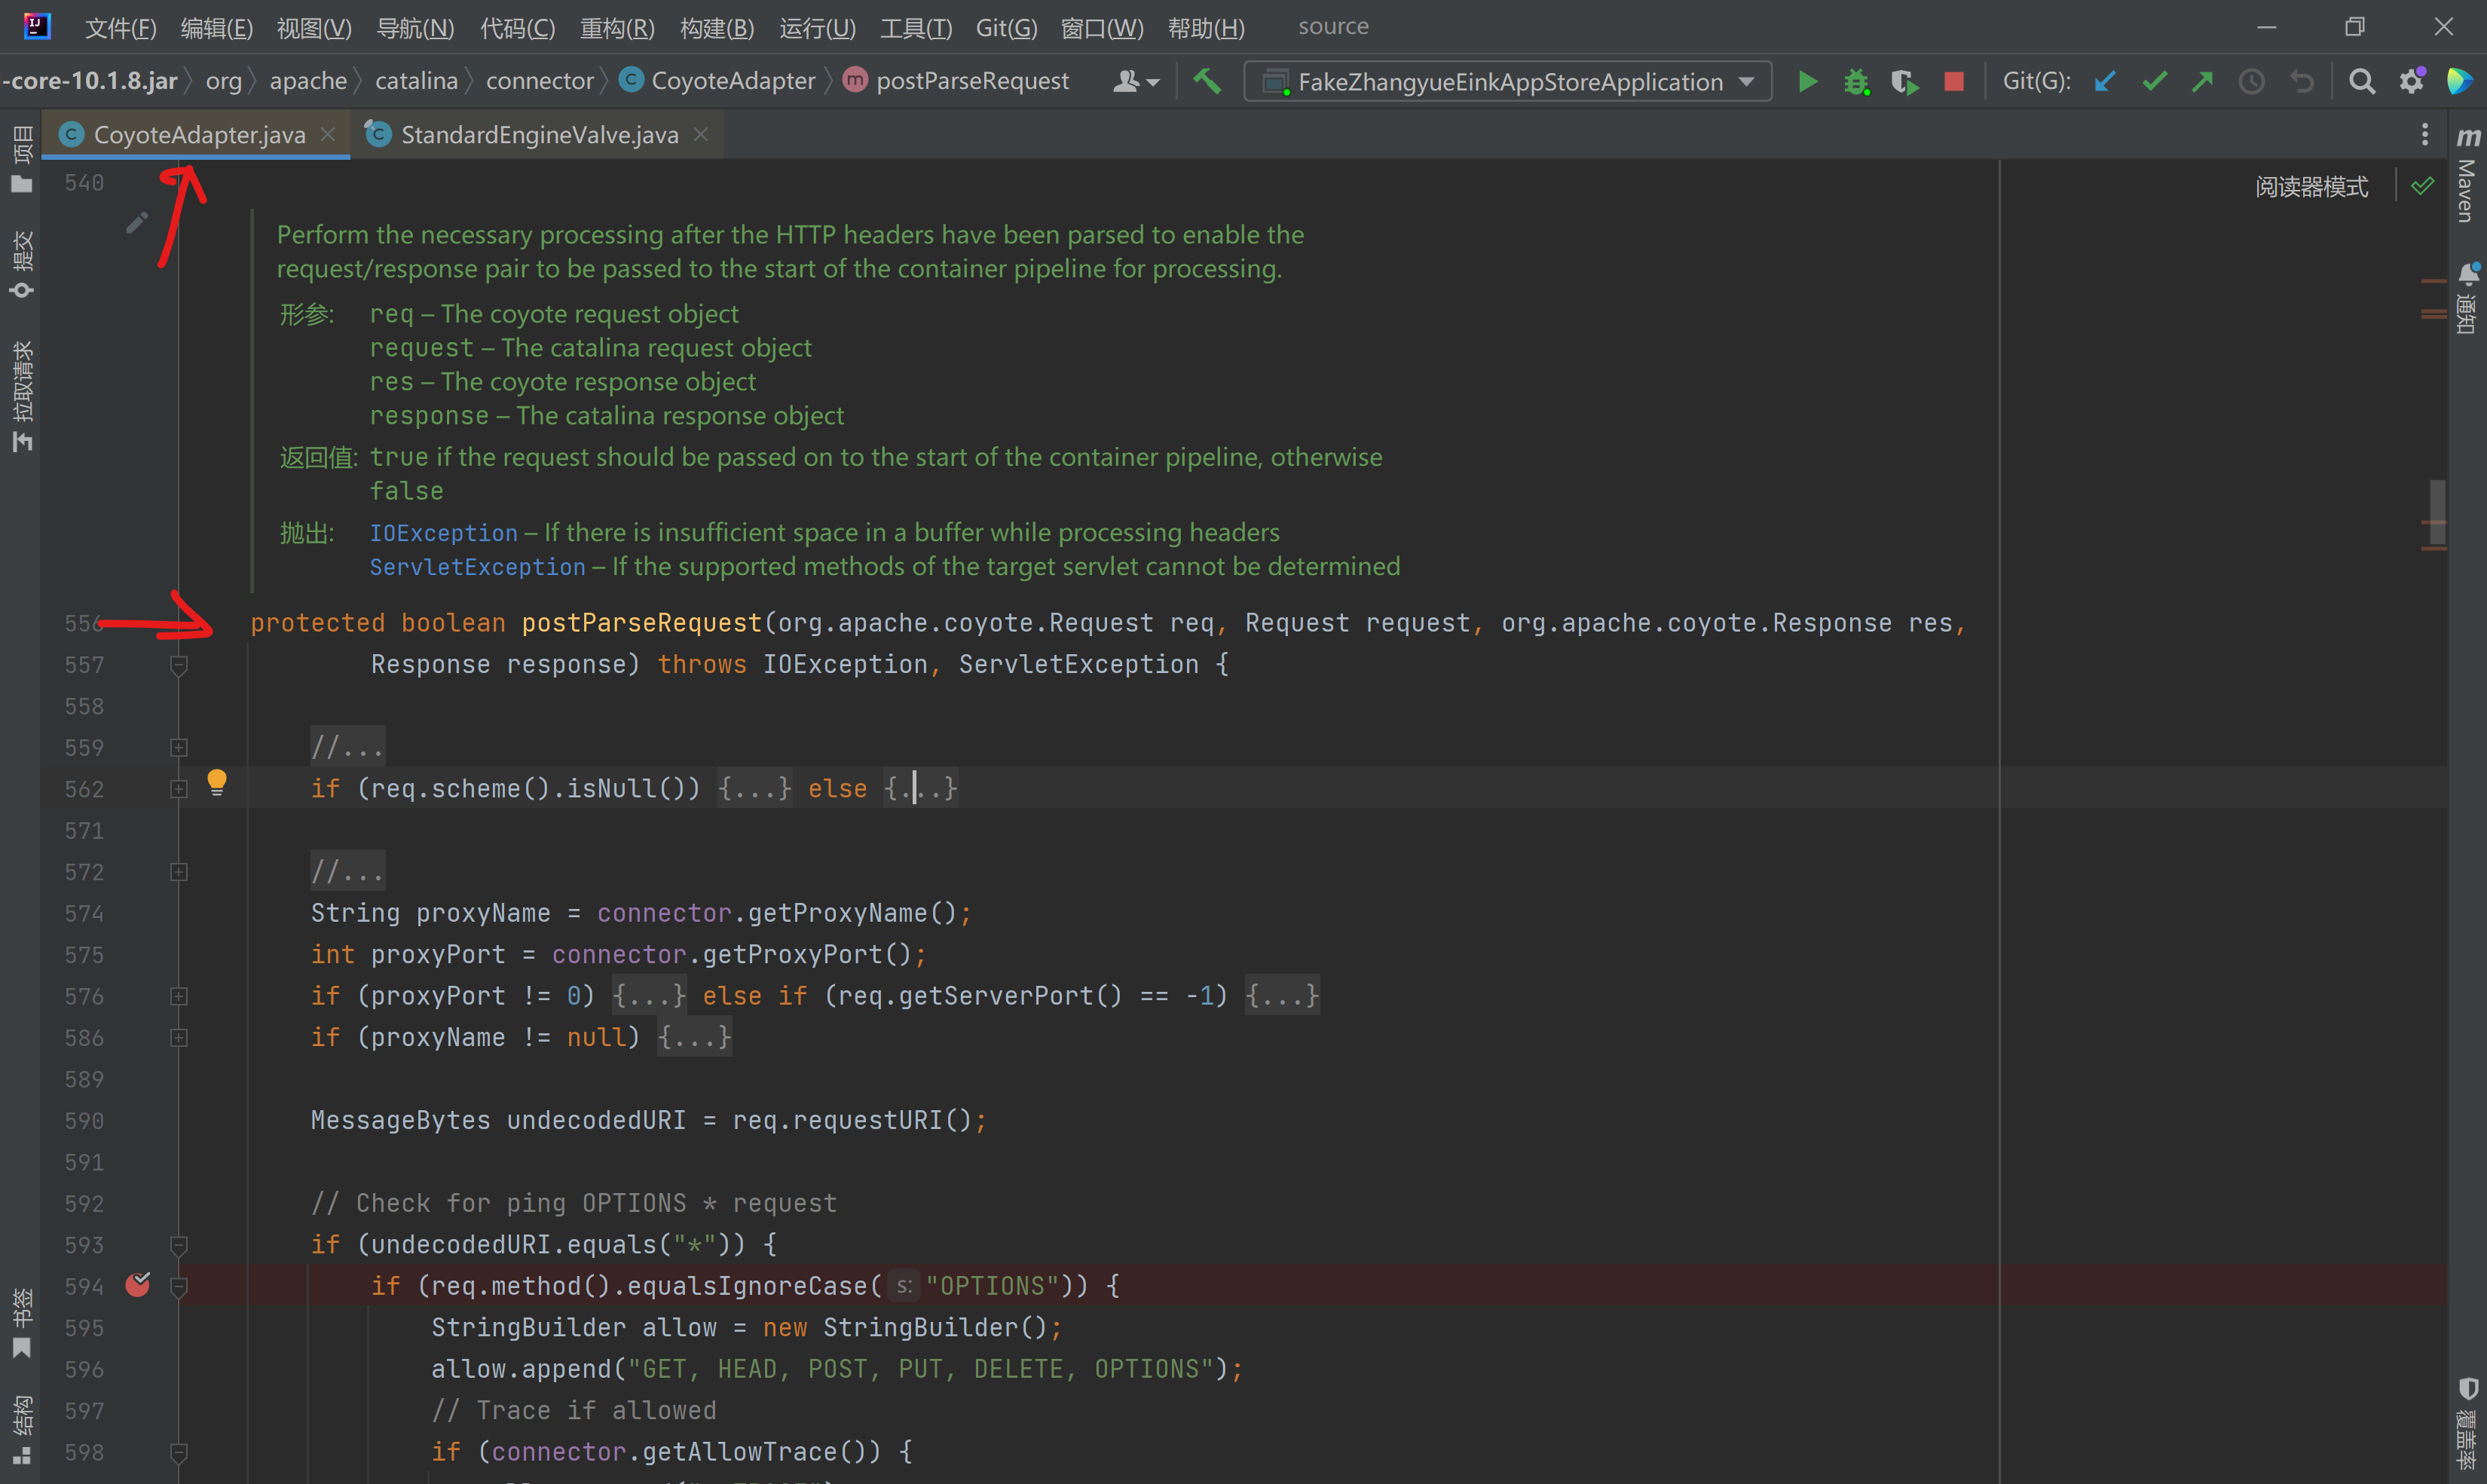 文件(F) 编辑(E) 视图(V) 导航(N) 代码(C) 重构(R) 构建(B) 运行(U) 工具(T) Git(G) 窗口(W) 帮助(H) source
-core-10.1.8.jar org apache catalina connector CoyoteAdapter postParseRequest FakeZhangyueEinkAppStoreApplication Git(G):
项目
提交
拉取请求
书签
结构
CoyoteAdapter.java StandardEngineValve.java
阅读器模式
540
Perform the necessary processing after the HTTP headers have been parsed to enable the
request/response pair to be passed to the start of the container pipeline for processing.
形参: req – The coyote request object
request – The catalina request object
res – The coyote response object
response – The catalina response object
返回值: true if the request should be passed on to the start of the container pipeline, otherwise
false
抛出: IOException – If there is insufficient space in a buffer while processing headers
ServletException – If the supported methods of the target servlet cannot be determined
556 protected boolean postParseRequest(org.apache.coyote.Request req, Request request, org.apache.coyote.Response res,
557 Response response) throws IOException, ServletException {
558
559 //...
562 if (req.scheme().isNull()) {...} else {...}
571
572 //...
574 String proxyName = connector.getProxyName();
575 int proxyPort = connector.getProxyPort();
576 if (proxyPort != 0) {...} else if (req.getServerPort() == -1) {...}
586 if (proxyName != null) {...}
589
590 MessageBytes undecodedURI = req.requestURI();
591
592 // Check for ping OPTIONS * request
593 if (undecodedURI.equals("*")) {
594 if (req.method().equalsIgnoreCase( s: "OPTIONS")) {
595 StringBuilder allow = new StringBuilder();
596 allow.append("GET, HEAD, POST, PUT, DELETE, OPTIONS");
597 // Trace if allowed
598 if (connector.getAllowTrace()) {
Maven
通知
覆盖率